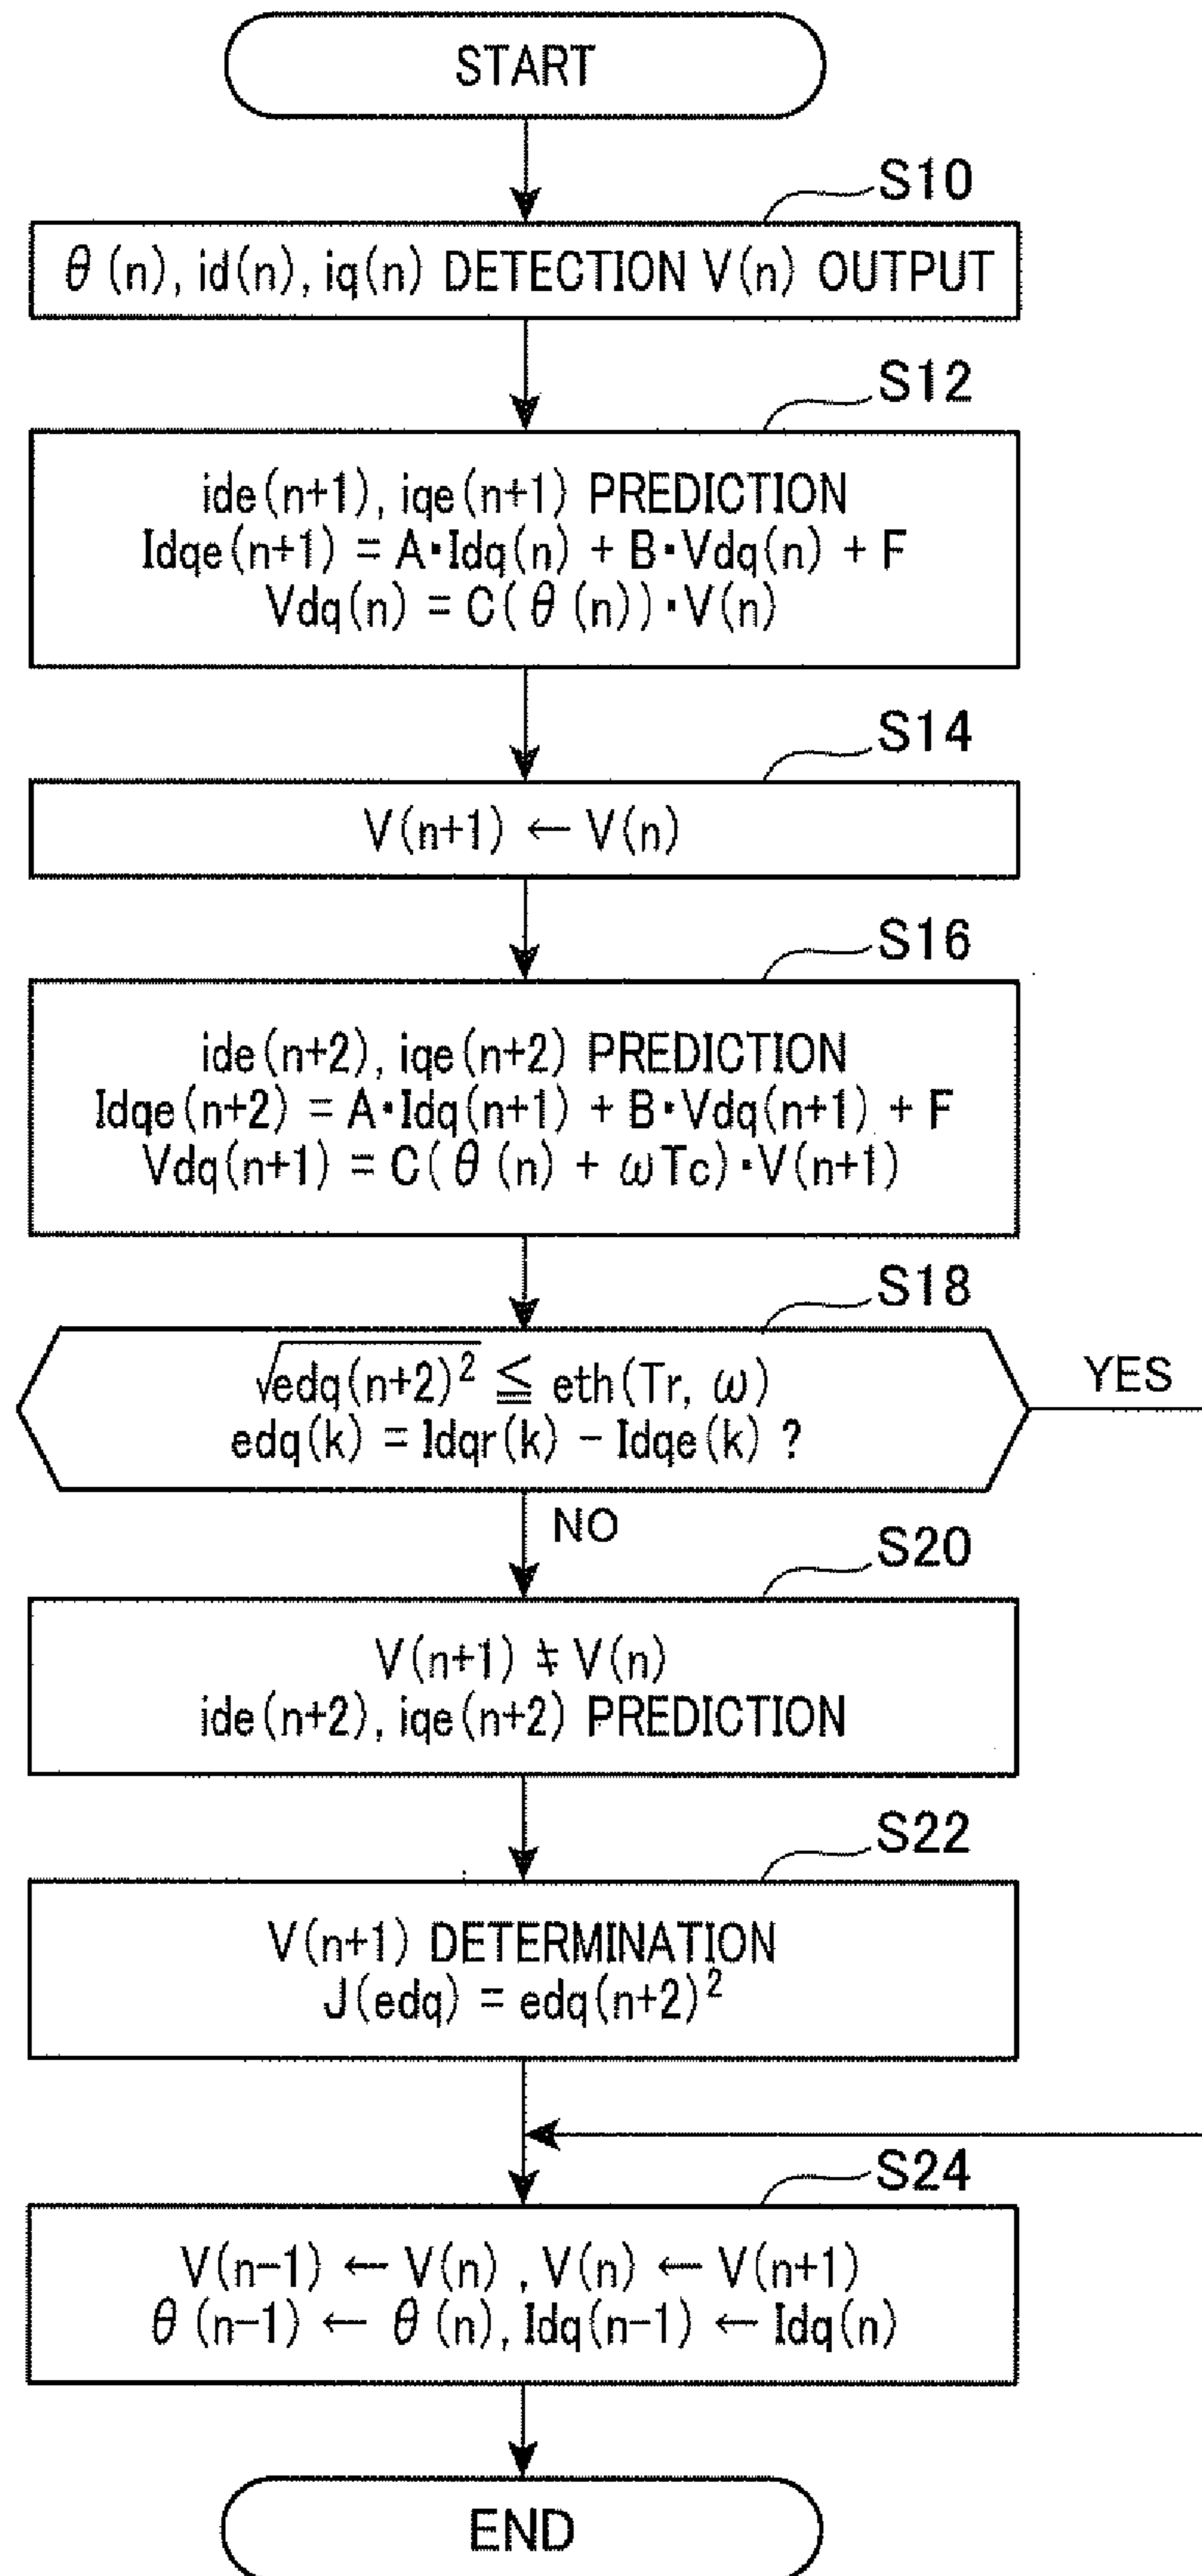 START
S10
θ(n), id(n), iq(n) DETECTION V(n) OUTPUT
S12
ide(n+1), iqe(n+1) PREDICTION
Idqe(n+1) = A・Idq(n) + B・Vdq(n) + F
Vdq(n) = C(θ(n))・V(n)
S14
V(n+1) ← V(n)
S16
ide(n+2), iqe(n+2) PREDICTION
Idqe(n+2) = A・Idq(n+1) + B・Vdq(n+1) + F
Vdq(n+1) = C(θ(n) + ωTc)・V(n+1)
S18
√edq(n+2)² ≦ eth(Tr, ω)
edq(k) = Idqr(k) − Idqe(k) ?
YES
NO
S20
V(n+1) ≠ V(n)
ide(n+2), iqe(n+2) PREDICTION
S22
V(n+1) DETERMINATION
J(edq) = edq(n+2)²
S24
V(n−1) ← V(n) , V(n) ← V(n+1)
θ(n−1) ← θ(n), Idq(n−1) ← Idq(n)
END